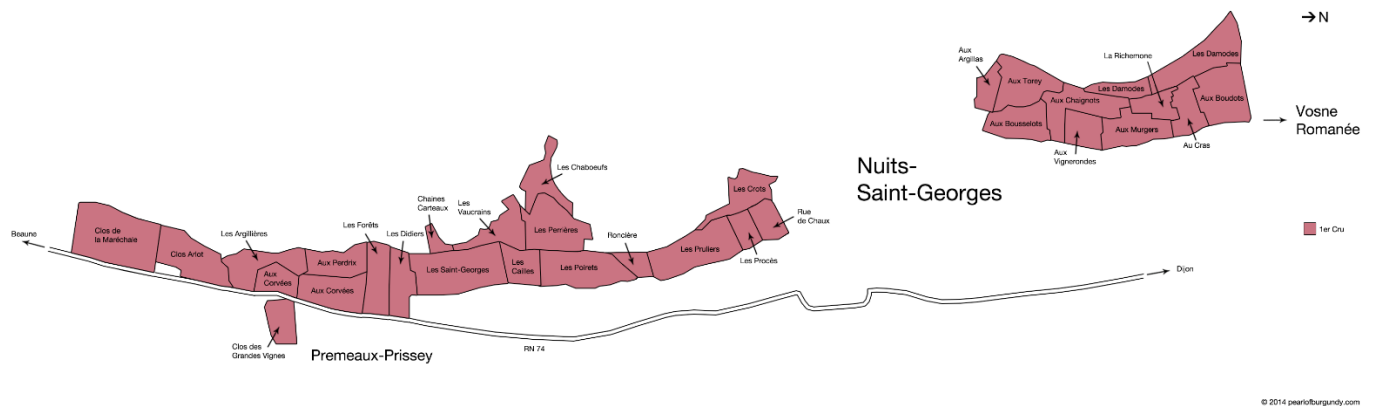 N
Aux
Argillas
La Richemone
Les Damodes
Aux Torey
Les Damodes
Aux Chaignots
Aux Boudots
Aux Bousselots
Aux Murgers
Vosne
Romanée
Aux
Vignerondes
Au Cras
Nuits-
Saint-Georges
Les Chaboeufs
Chaines
Carteaux
Les
Vaucrains
Les Crots
Rue
de Chaux
Beaune
Clos de
la Maréchale
Les Argillières
Les Forêts
Les Didiers
Les Perrières
Roncière
1er Cru
Clos Arlot
Aux Perdrix
Les Pruliers
Les Procès
Aux
Corvées
Aux Corvées
Les Saint-Georges
Les
Cailles
Les Poirets
Dijon
Clos des
Grandes Vignes
Premeaux-Prissey
RN 74
© 2014 pearlofburgundy.com